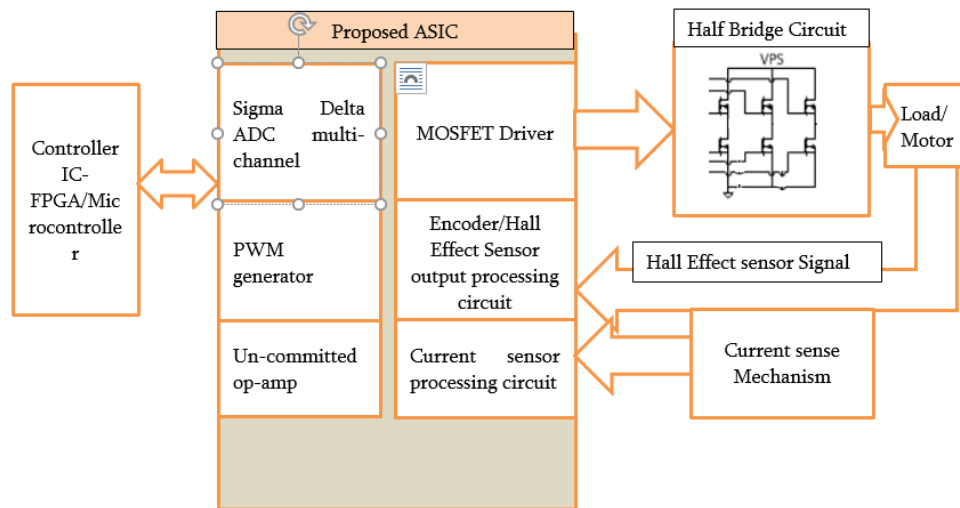 Proposed ASIC
Half Bridge Circuit
VPS
Sigma Delta
ADC multi-
channel
MOSFET Driver
Load/
Motor
Controller
IC-
FPGA/Mic
rocontrolle
r
PWM
generator
Encoder/Hall
Effect Sensor
output processing
circuit
Hall Effect sensor Signal
Un-committed
op-amp
Current sensor
processing circuit
Current sense
Mechanism